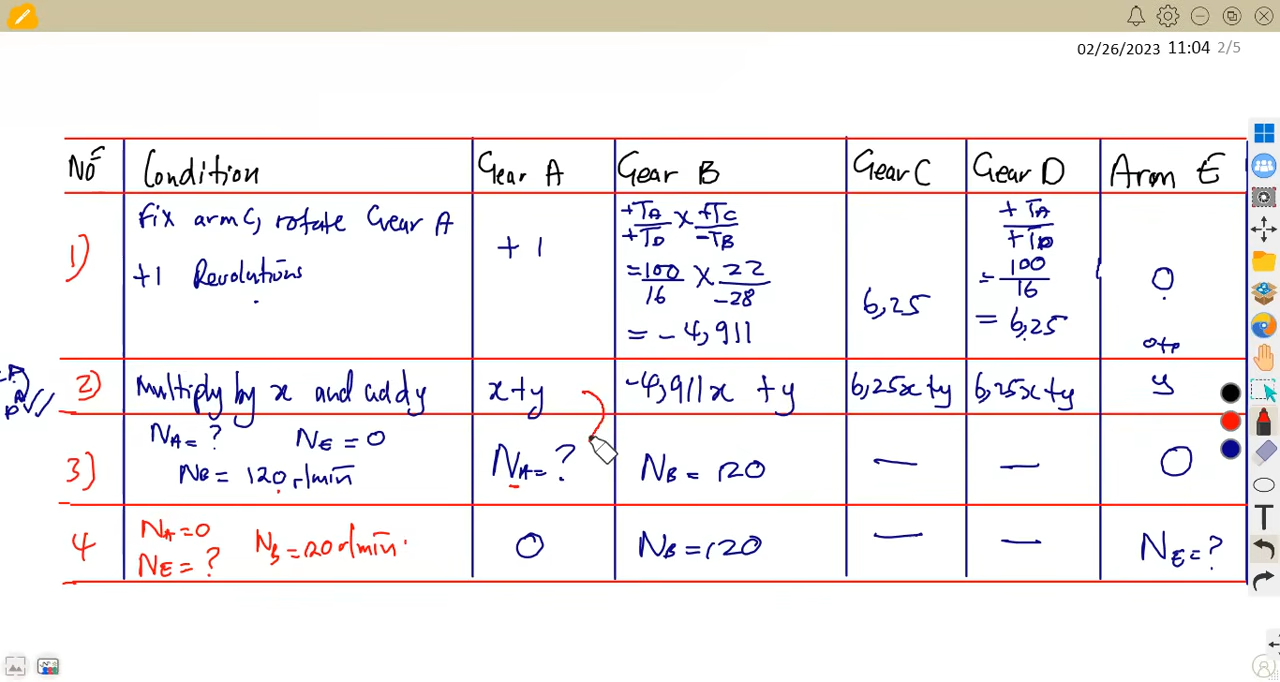 02/26/2023 11:04 2/5
No Condition Gear A Gear B Gear C Gear D Arm E
1) Fix arm C, rotate Gear A
+1 Revolutions
+1
+TA/+TD × +TC/-TB
=100/16 × 22/-28
= -4,911
6,25
+TA/+TD
= 100/16
= 6,25
0
2) Multiply by x and add y x+y -4,911x +y 6,25x+y 6,25x+y y
3) NA=? NE=0
NB= 120 r/min
NA=? NB= 120 — — 0
4 NA=0 NB=120 r/min
NE=?
0 NB=120 — — NE=?
T